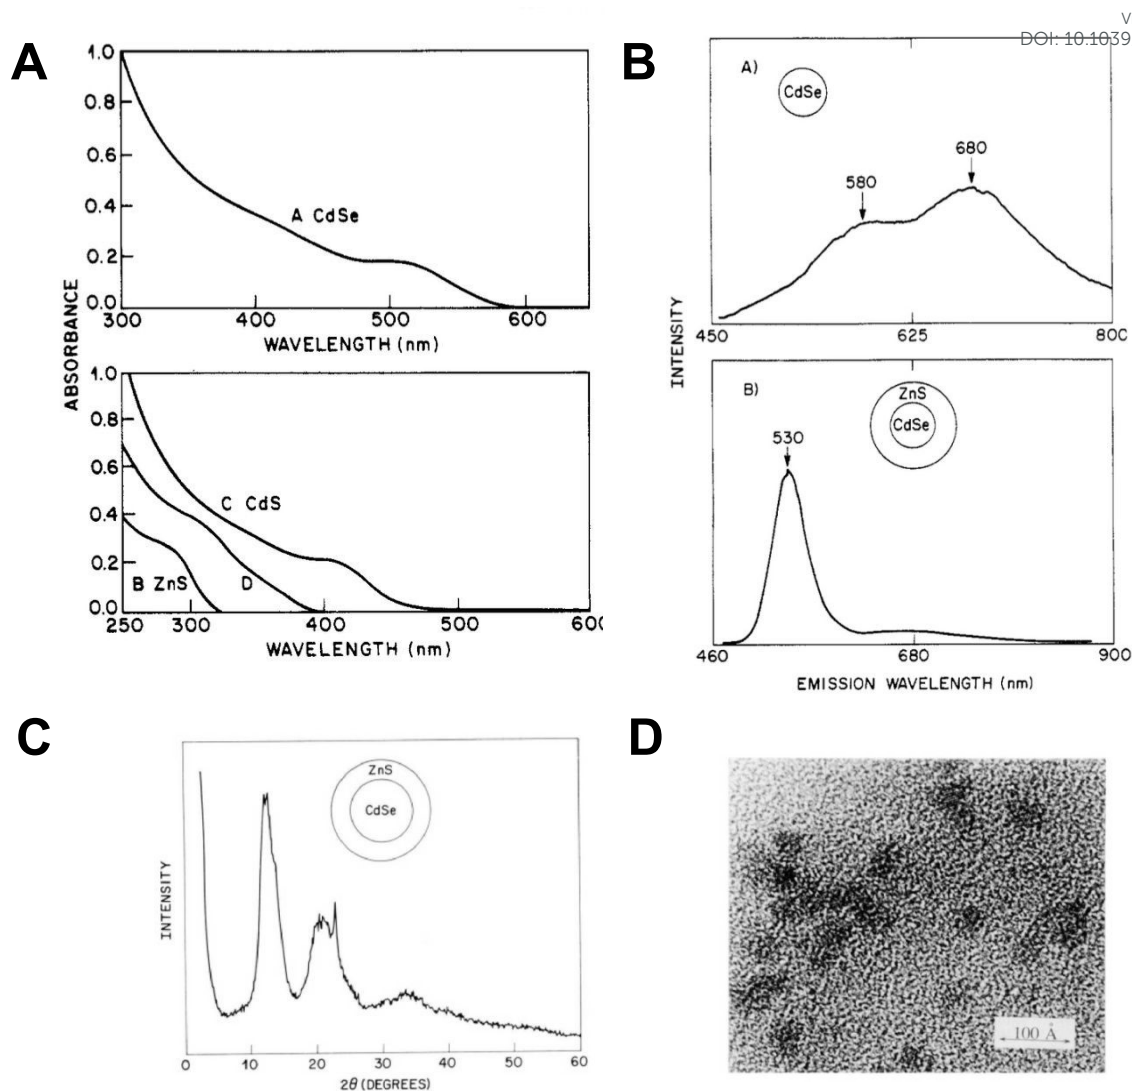 V
DOI: 10.1039
A
1.0
0.8
0.6
0.4
0.2
0.0
A CdSe
300
400
500
600
WAVELENGTH (nm)
ABSORBANCE
1.0
0.8
0.6
0.4
0.2
0.0
C CdS
B ZnS
D
250
300
400
500
600
WAVELENGTH (nm)
B
A)
CdSe
580
680
450
625
800
INTENSITY
B)
ZnS
CdSe
530
460
680
900
EMISSION WAVELENGTH (nm)
C
ZnS
CdSe
INTENSITY
0
10
20
30
40
50
60
2θ (DEGREES)
D
100 Å